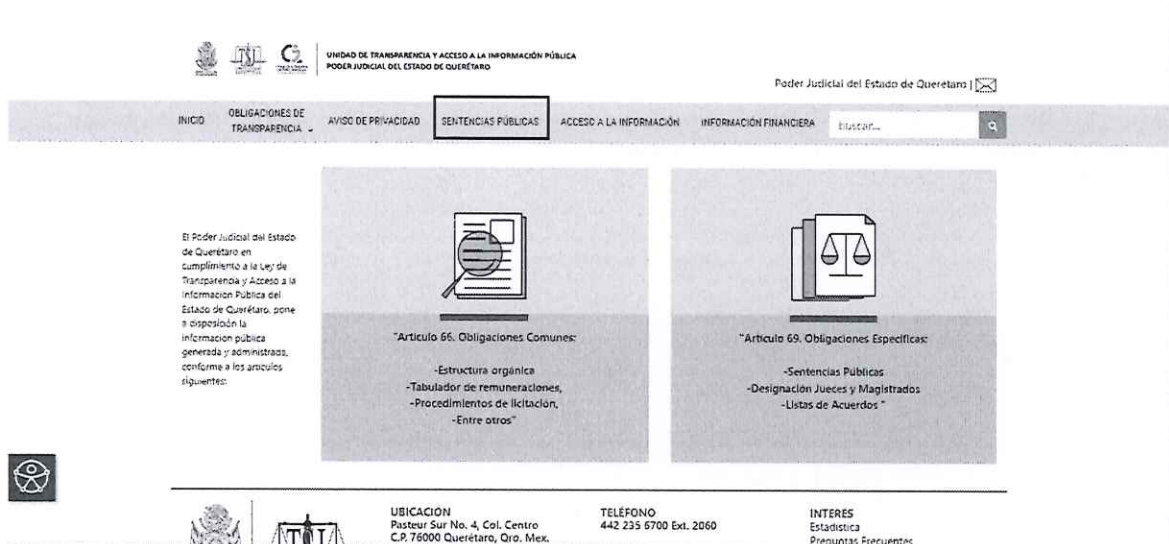 TSJ
UNIDAD DE TRANSPARENCIA Y ACCESO A LA INFORMACIÓN PÚBLICA
PODER JUDICIAL DEL ESTADO DE QUERÉTARO
Poder Judicial del Estado de Querétaro |
INICIO
OBLIGACIONES DE
TRANSPARENCIA
AVISO DE PRIVACIDAD
SENTENCIAS PÚBLICAS
ACCESO A LA INFORMACIÓN
INFORMACIÓN FINANCIERA
buscar...
El Poder Judicial del Estado
de Querétaro en
cumplimiento a la Ley de
Transparencia y Acceso a la
Información Pública del
Estado de Querétaro, pone
a disposición la
información pública
generada y administrada,
conforme a los artículos
siguientes:
"Artículo 66. Obligaciones Comunes:
-Estructura orgánica
-Tabulador de remuneraciones,
-Procedimientos de licitación,
-Entre otros"
"Artículo 69. Obligaciones Específicas:
-Sentencias Públicas
-Designación Jueces y Magistrados
-Listas de Acuerdos "
TSJ
UBICACIÓN
Pasteur Sur No. 4, Col. Centro
C.P. 76000 Querétaro, Qro. Mex.
TELÉFONO
442 235 6700 Ext. 2060
INTERES
Estadística
Preguntas Frecuentes